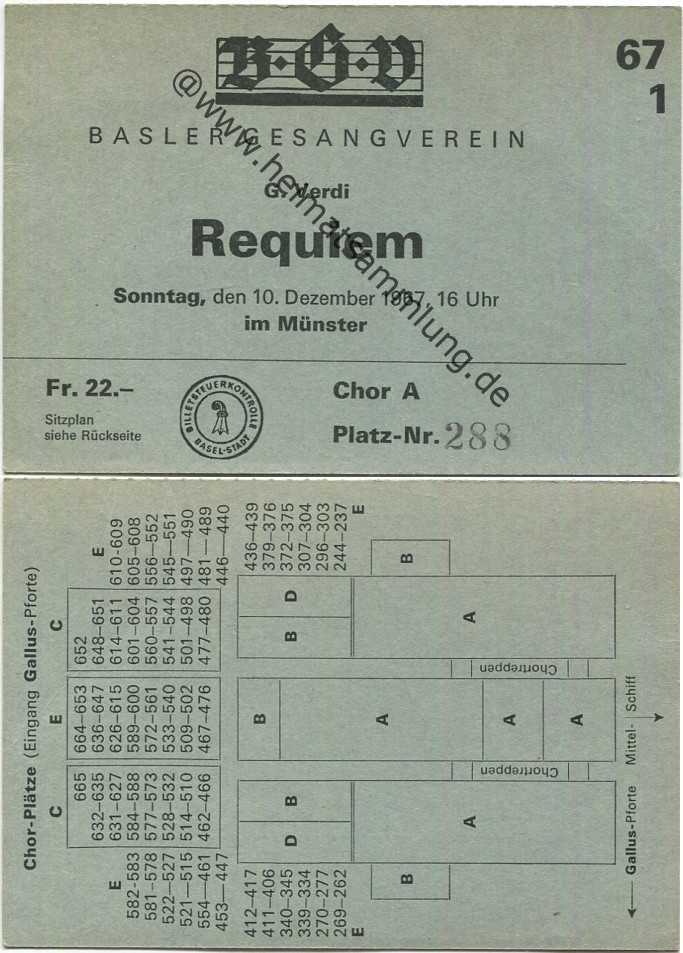 B·G·V
67
1
BASLER GESANGVEREIN
G. Verdi
Requiem
Sonntag, den 10. Dezember 1967, 16 Uhr
im Münster
Fr. 22.–
Sitzplan
siehe Rückseite
BILLETSTEUERKONTROLLE
BASEL-STADT
Chor A
Platz-Nr. 288
@www.heimatsammlung.de
Chor-Plätze (Eingang Gallus-Pforte)
C
E
C
E
E
665
632–635
631–627
584–588
577–573
528–532
514–510
462–466
664–653
636–647
626–615
589–600
572–561
533–540
509–502
467–476
652
648–651
614–611
601–604
560–557
541–544
501–498
477–480
582-583
581–578
522–527
521–515
554–461
453–447
610-609
605–608
556–552
545–551
497–490
481–489
446–440
412–417
411–406
340–345
339–334
270–277
269–262
E
436–439
379–376
372–375
307–304
296–303
244–237
E
D
B
B
A
B
A
A
A
B
D
A
B
B
Chortreppen
Chortreppen
Gallus-Pforte
Mittel-Schiff